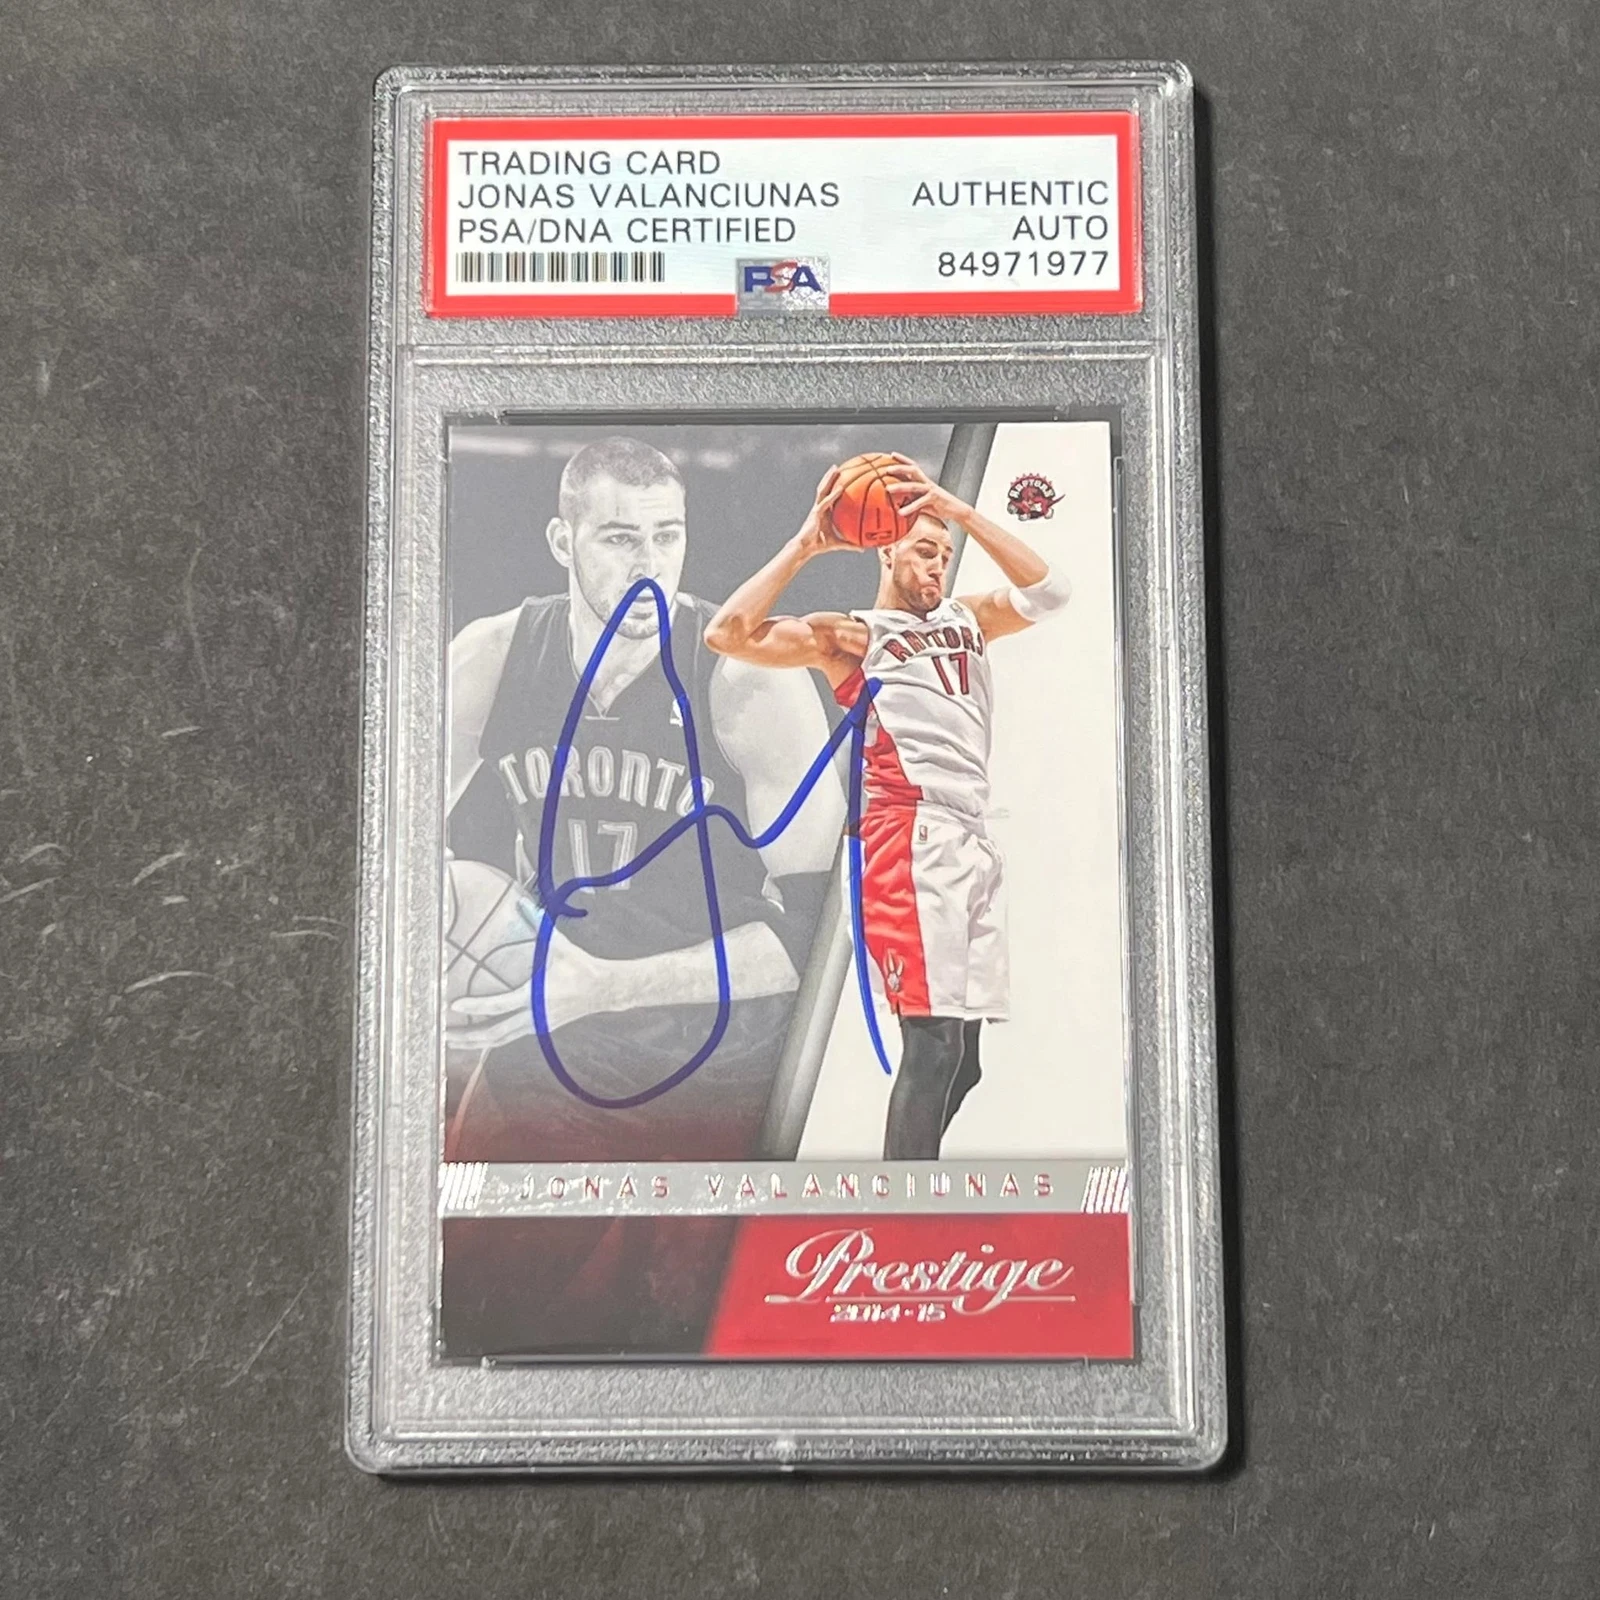 TRADING CARD
JONAS VALANCIUNAS AUTHENTIC
PSA/DNA CERTIFIED AUTO
84971977
PSA
RAPTORS
RAPTORS
17
TORONTO
17
JONAS VALANCIUNAS
Prestige
2014-15